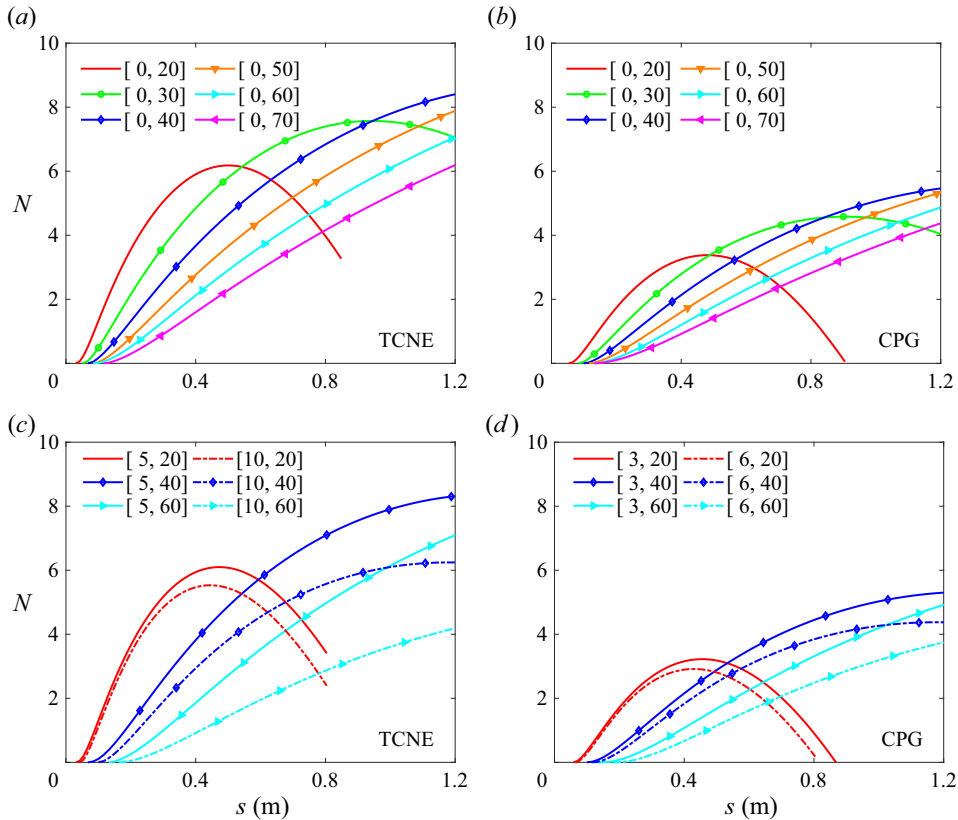 (a)
(b)
10
8
6
4
2
0
0.4
0.8
1.2
N
[ 0, 20]
[ 0, 50]
[ 0, 30]
[ 0, 60]
[ 0, 40]
[ 0, 70]
TCNE
10
8
6
4
2
0
0.4
0.8
1.2
[ 0, 20]
[ 0, 50]
[ 0, 30]
[ 0, 60]
[ 0, 40]
[ 0, 70]
CPG
(c)
(d)
10
8
6
4
2
0
0.4
0.8
1.2
N
s (m)
[ 5, 20]
[10, 20]
[ 5, 40]
[10, 40]
[ 5, 60]
[10, 60]
TCNE
10
8
6
4
2
0
0.4
0.8
1.2
s (m)
[ 3, 20]
[ 6, 20]
[ 3, 40]
[ 6, 40]
[ 3, 60]
[ 6, 60]
CPG